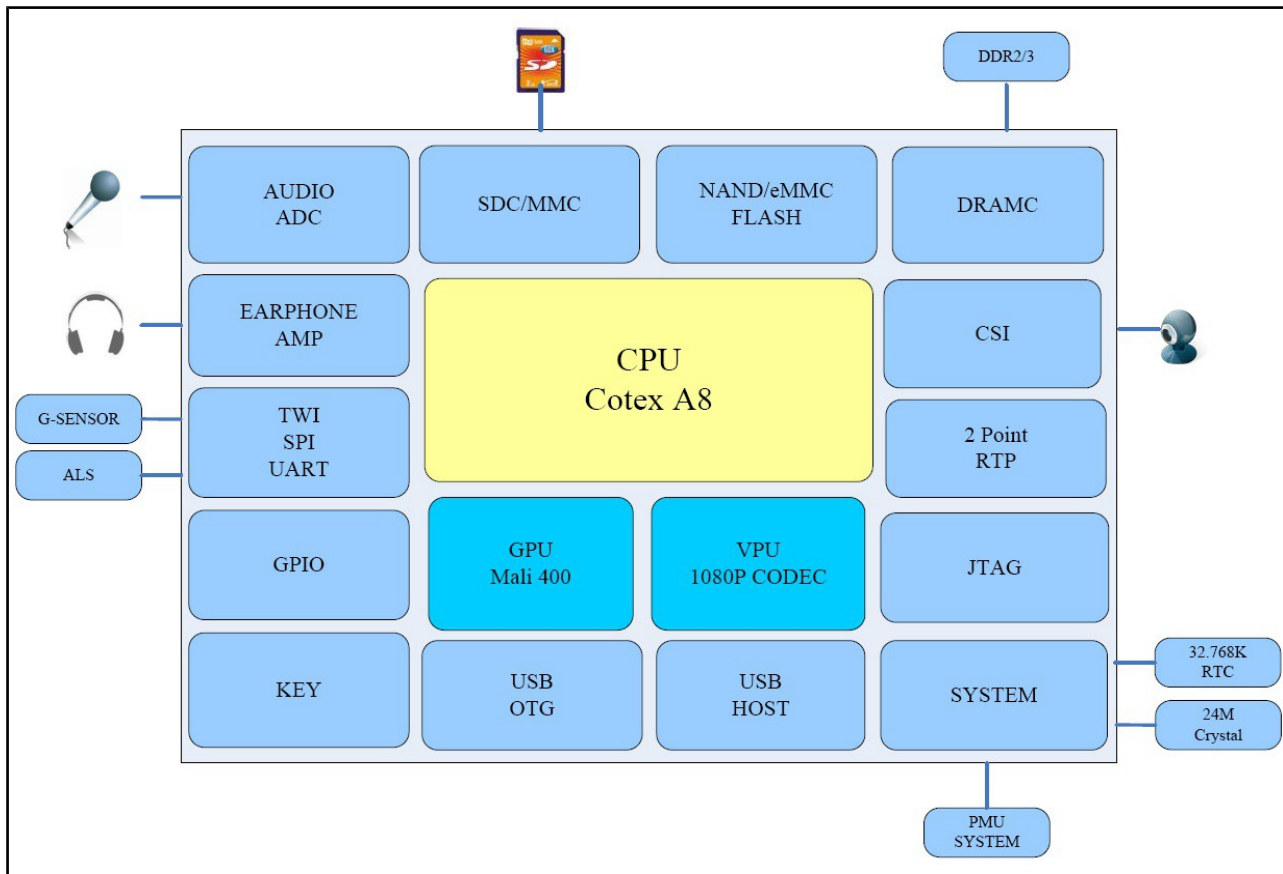 DDR2/3
SD
AUDIO
ADC
SDC/MMC
NAND/eMMC
FLASH
DRAMC
EARPHONE
AMP
CPU
Cotex A8
CSI
G-SENSOR
ALS
TWI
SPI
UART
2 Point
RTP
GPIO
GPU
Mali 400
VPU
1080P CODEC
JTAG
KEY
USB
OTG
USB
HOST
SYSTEM
32.768K
RTC
24M
Crystal
PMU
SYSTEM